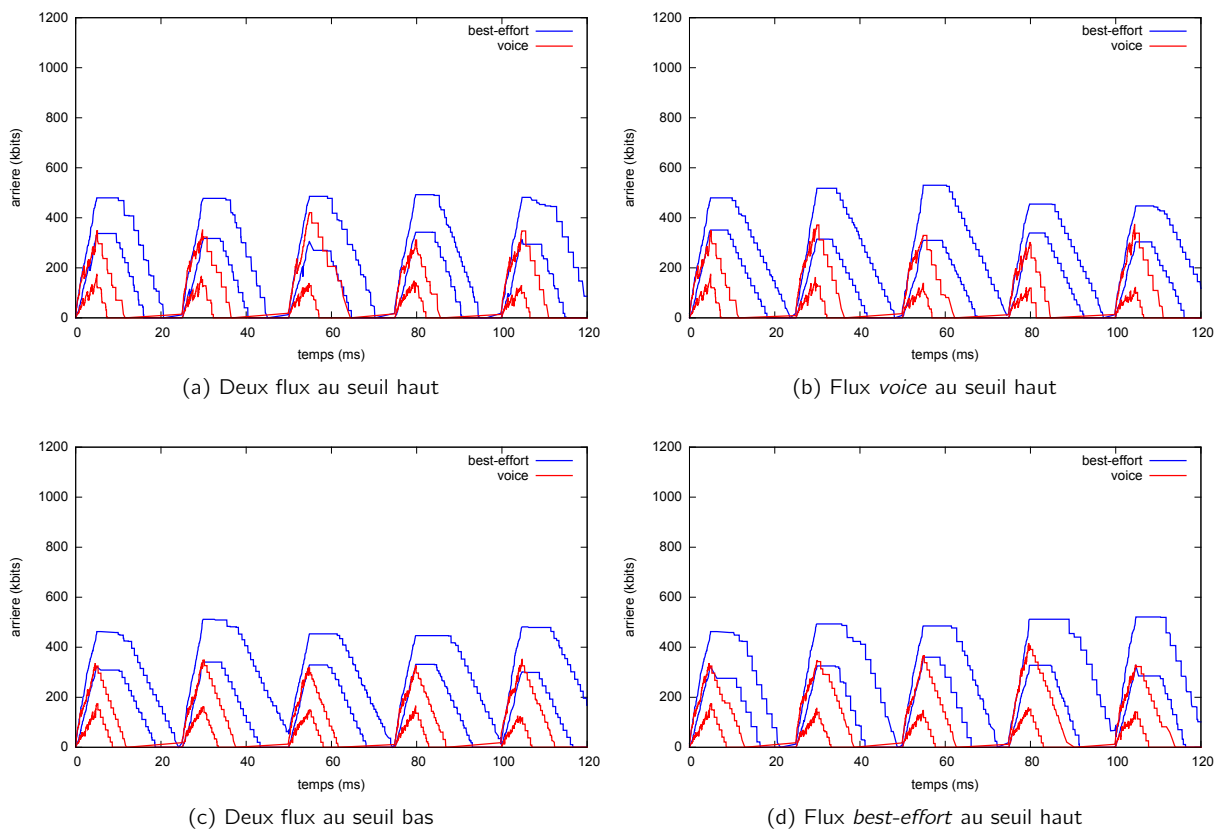 1200
1000
800
600
400
200
0
arriere (kbits)
0 20 40 60 80 100 120
temps (ms)
best-effort
voice
(a) Deux flux au seuil haut
1200
1000
800
600
400
200
0
arriere (kbits)
0 20 40 60 80 100 120
temps (ms)
best-effort
voice
(b) Flux voice au seuil haut
1200
1000
800
600
400
200
0
arriere (kbits)
0 20 40 60 80 100 120
temps (ms)
best-effort
voice
(c) Deux flux au seuil bas
1200
1000
800
600
400
200
0
arriere (kbits)
0 20 40 60 80 100 120
temps (ms)
best-effort
voice
(d) Flux best-effort au seuil haut